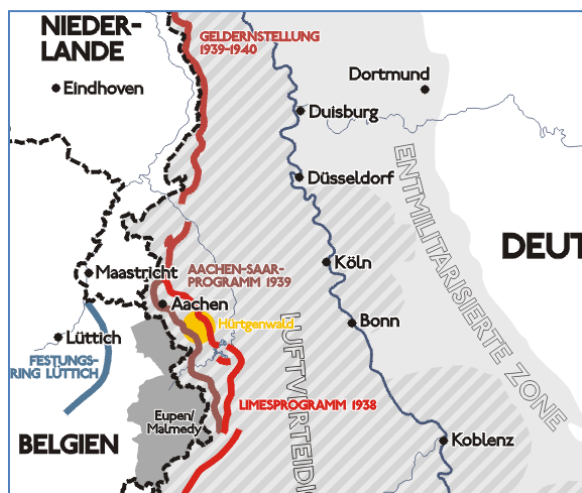 NIEDER-
LANDE
GELDERNSTELLUNG
1939-1940
Eindhoven
Dortmund
Duisburg
ENTMILITARISIERTE ZONE
Düsseldorf
DEUT
Maastricht
AACHEN-SAAR-
PROGRAMM 1939
Köln
Aachen
Hürtgenwald
Bonn
Lüttich
FESTUNGS-
RING LÜTTICH
LUFTVERTEIDI
Eupen/
Malmedy
LIMESPROGRAMM 1938
BELGIEN
Koblenz